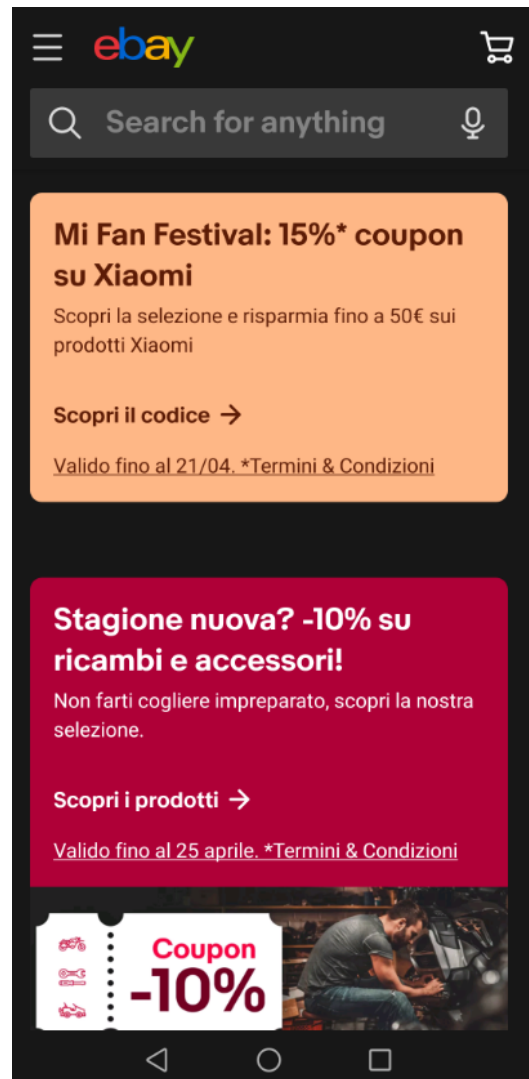 ebay
Search for anything
Mi Fan Festival: 15%* coupon
su Xiaomi
Scopri la selezione e risparmia fino a 50€ sui
prodotti Xiaomi
Scopri il codice →
Valido fino al 21/04. *Termini & Condizioni
Stagione nuova? -10% su
ricambi e accessori!
Non farti cogliere impreparato, scopri la nostra
selezione.
Scopri i prodotti →
Valido fino al 25 aprile. *Termini & Condizioni
Coupon
-10%